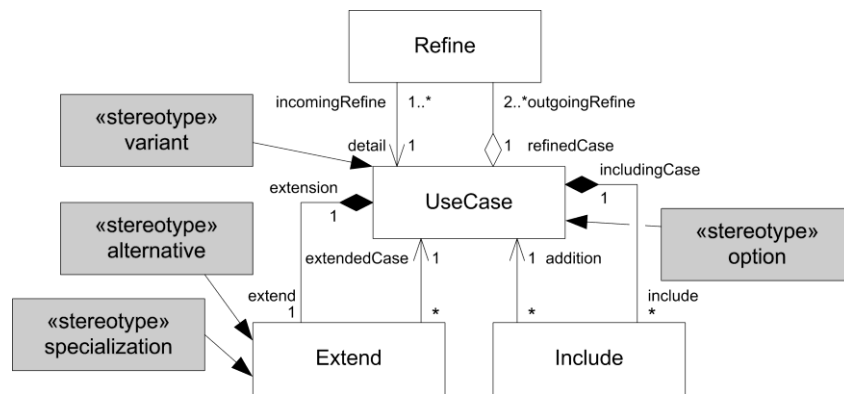 Refine
incomingRefine 1..* 2..*outgoingRefine
«stereotype»
variant
detail 1 1 refinedCase
extension
1
UseCase
includingCase
1
«stereotype»
alternative
«stereotype»
option
extendedCase 1 1 addition
«stereotype»
specialization
extend
1 * * include
*
Extend
Include